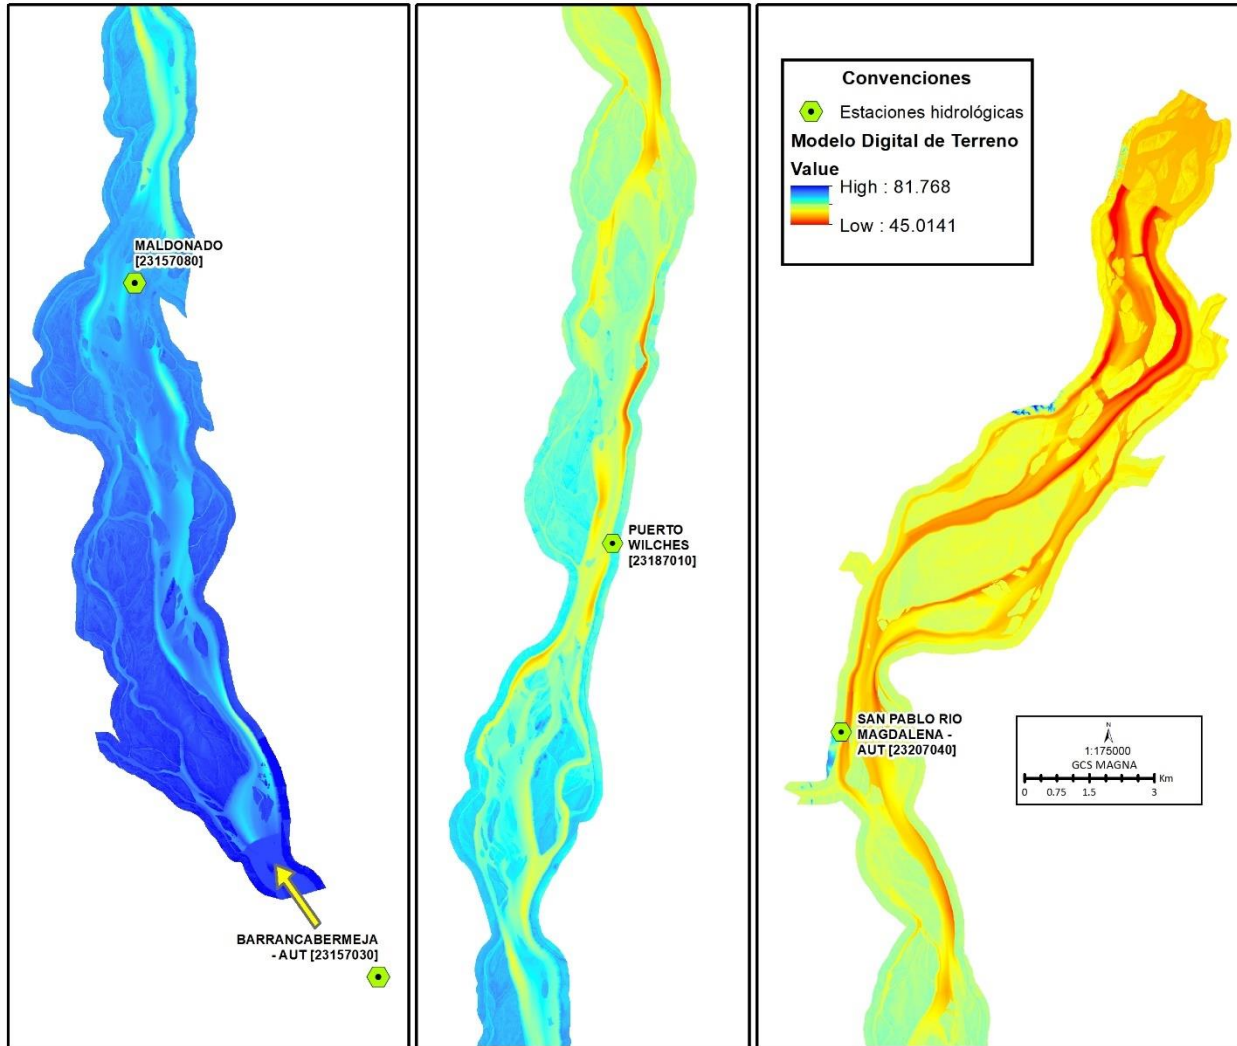 MALDONADO
[23157080]
BARRANCABERMEJA
- AUT [23157030]
PUERTO
WILCHES
[23187010]
Convenciones
Estaciones hidrológicas
Modelo Digital de Terreno
Value
High : 81.768
Low : 45.0141
SAN PABLO RIO
MAGDALENA -
AUT [23207040]
N
1:175000
GCS MAGNA
Km
0 0.75 1.5 3